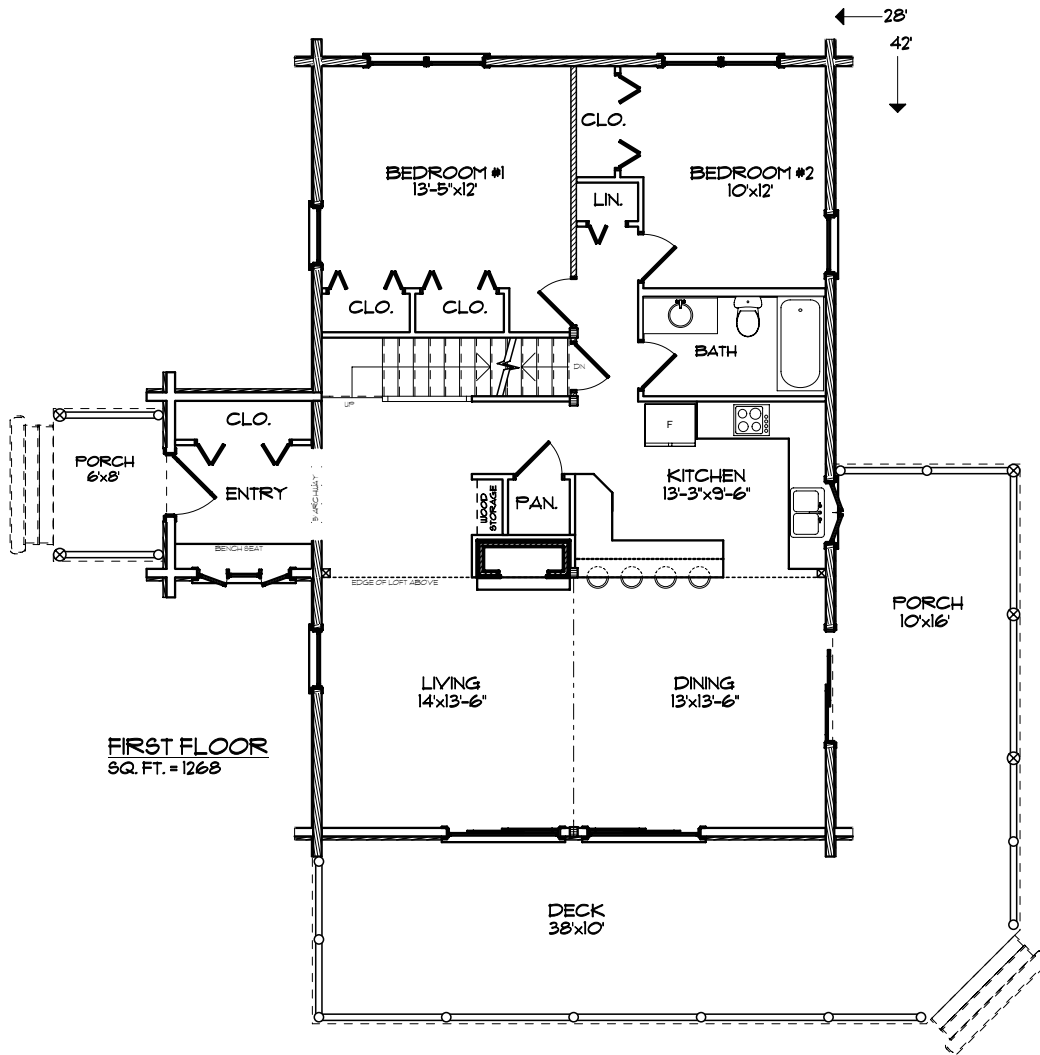 28'
42'
CLO.
BEDROOM #1
13'-5"x12'
BEDROOM #2
10'x12'
LIN.
CLO.
CLO.
BATH
DN
UP
CLO.
F
PORCH
6'x8'
ENTRY
KITCHEN
13'-3"x9'-6"
5' ARCHWAY
WOOD
STORAGE
PAN.
BENCH SEAT
EDGE OF LOFT ABOVE
PORCH
10'x16'
LIVING
14'x13'-6"
DINING
13'x13'-6"
FIRST FLOOR
SQ. FT. = 1268
DECK
38'x10'